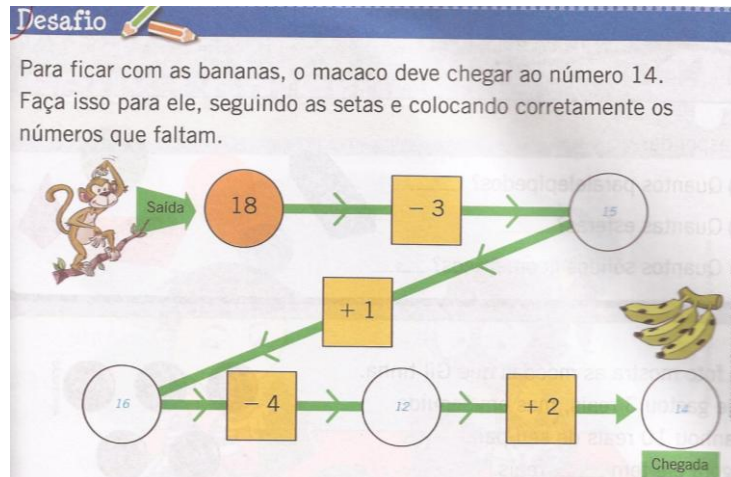 Desafio
Para ficar com as bananas, o macaco deve chegar ao número 14.
Faça isso para ele, seguindo as setas e colocando corretamente os
números que faltam.
Saída
18
− 3
15
+ 1
16
− 4
12
+ 2
14
Chegada